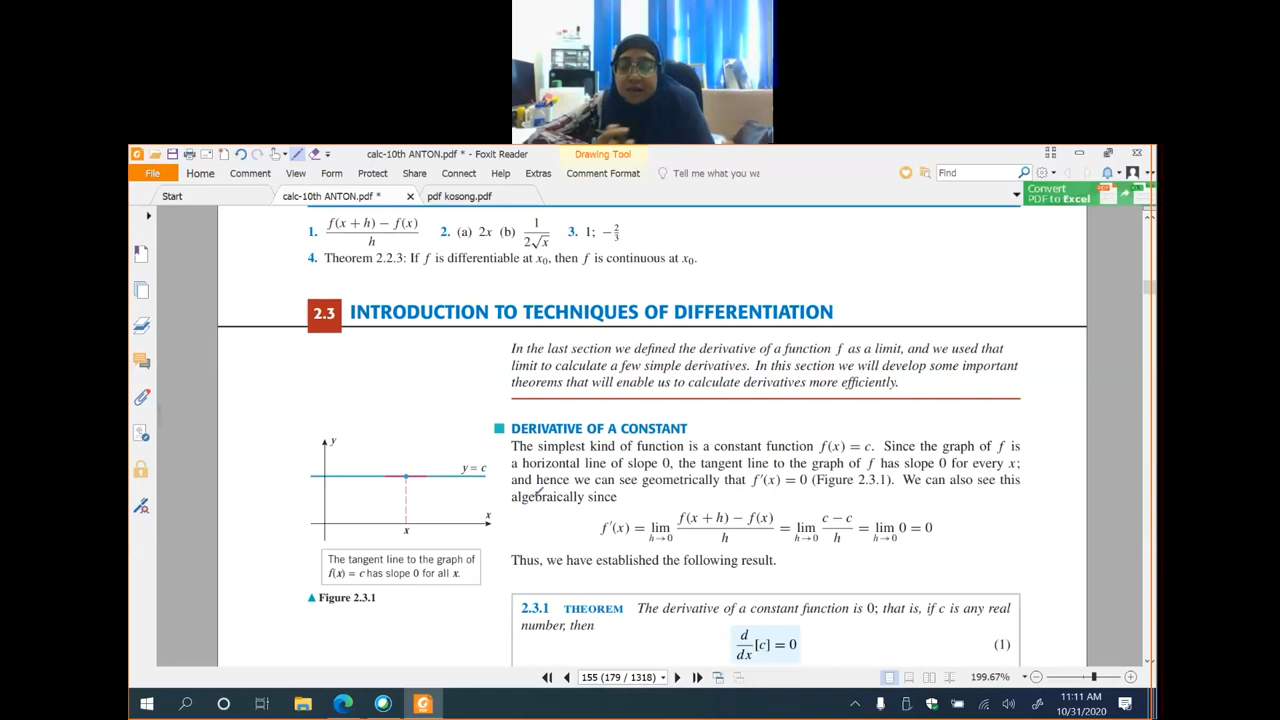 calc-10th ANTON.pdf * - Foxit Reader
Drawing Tool
File Home Comment View Form Protect Share Connect Help Extras Comment Format Tell me what you wa Find
Start calc-10th ANTON.pdf * pdf kosong.pdf
Convert
PDF to Excel
1. f(x + h) − f(x) / h 2. (a) 2x (b) 1 / 2√x 3. 1; −2/3
4. Theorem 2.2.3: If f is differentiable at x₀, then f is continuous at x₀.
2.3 INTRODUCTION TO TECHNIQUES OF DIFFERENTIATION
In the last section we defined the derivative of a function f as a limit, and we used that
limit to calculate a few simple derivatives. In this section we will develop some important
theorems that will enable us to calculate derivatives more efficiently.
DERIVATIVE OF A CONSTANT
The simplest kind of function is a constant function f(x) = c. Since the graph of f is
a horizontal line of slope 0, the tangent line to the graph of f has slope 0 for every x;
and hence we can see geometrically that f′(x) = 0 (Figure 2.3.1). We can also see this
algebraically since
f′(x) = lim h→0 f(x + h) − f(x) / h = lim h→0 c − c / h = lim h→0 0 = 0
Thus, we have established the following result.
y
y = c
x
x
The tangent line to the graph of
f(x) = c has slope 0 for all x.
▲ Figure 2.3.1
2.3.1 THEOREM The derivative of a constant function is 0; that is, if c is any real
number, then
d/dx [c] = 0 (1)
155 (179 / 1318) 199.67%
11:11 AM
10/31/2020